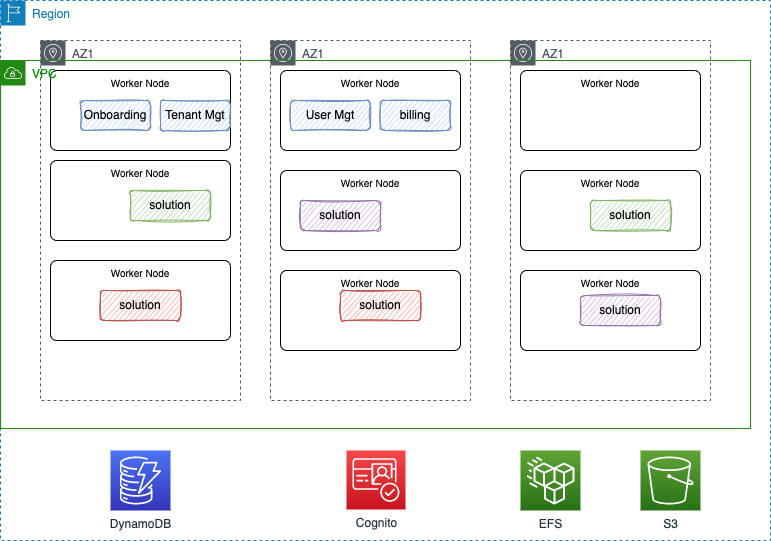 Region
AZ1
AZ1
AZ1
VPC
Worker Node
Onboarding
Tenant Mgt
Worker Node
User Mgt
billing
Worker Node
Worker Node
solution
Worker Node
solution
Worker Node
solution
Worker Node
solution
Worker Node
solution
Worker Node
solution
DynamoDB
Cognito
EFS
S3